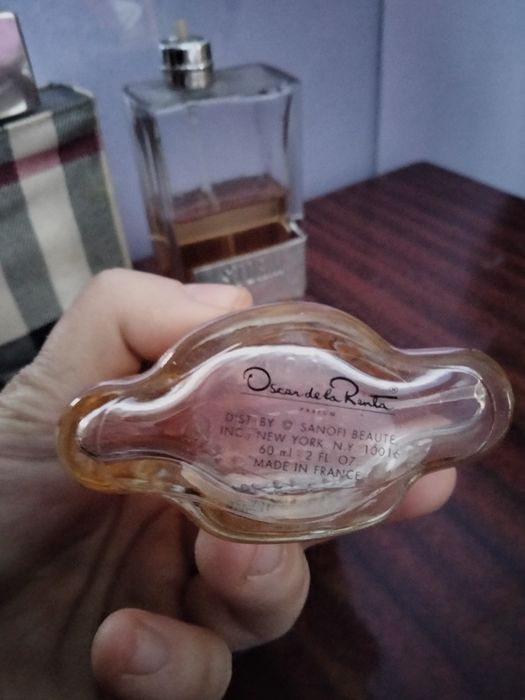 Oscar de la Renta®
PARFUM
D'ST. BY © SANOFI BEAUTE
INC. NEW YORK, N.Y. 10016
60 ml 2 FL OZ
MADE IN FRANCE